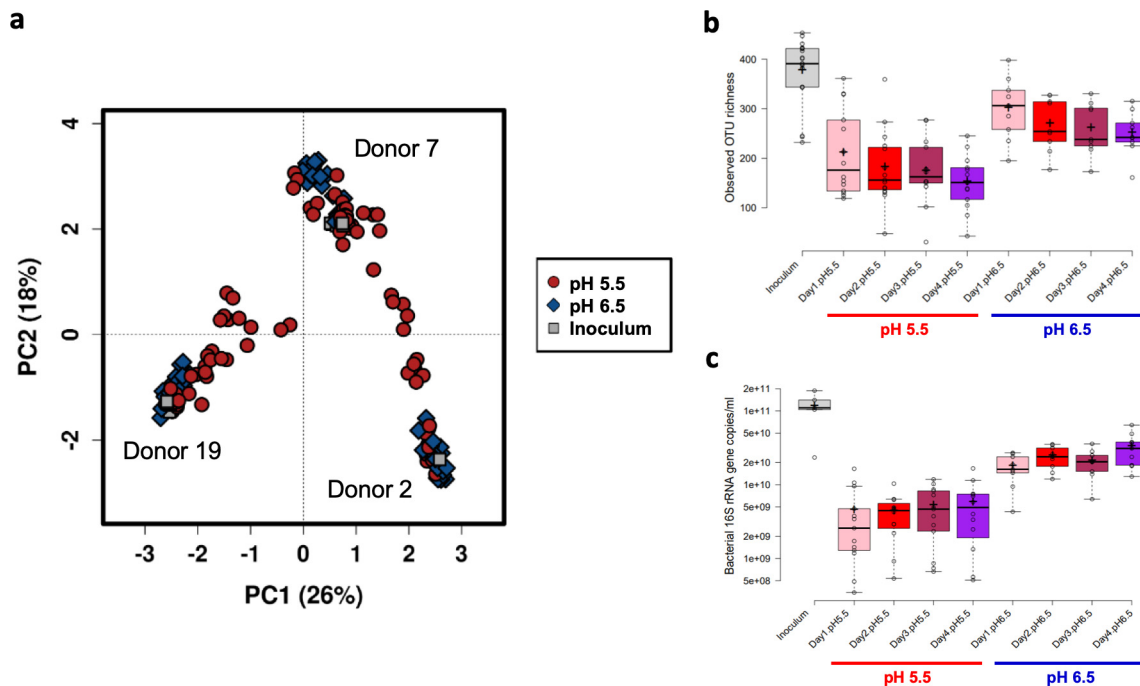 a
4
2
0
-2
PC2 (18%)
Donor 7
Donor 19
Donor 2
-3
-2
-1
0
1
2
3
PC1 (26%)
pH 5.5
pH 6.5
Inoculum
b
Observed OTU richness
400
300
200
100
Inoculum
Day1.pH5.5
Day2.pH5.5
Day3.pH5.5
Day4.pH5.5
Day1.pH6.5
Day2.pH6.5
Day3.pH6.5
Day4.pH6.5
pH 5.5
pH 6.5
c
Bacterial 16S rRNA gene copies/ml
2e+11
1e+11
5e+10
2e+10
1e+10
5e+09
2e+09
1e+09
5e+08
Inoculum
Day1.pH5.5
Day2.pH5.5
Day3.pH5.5
Day4.pH5.5
Day1.pH6.5
Day2.pH6.5
Day3.pH6.5
Day4.pH6.5
pH 5.5
pH 6.5